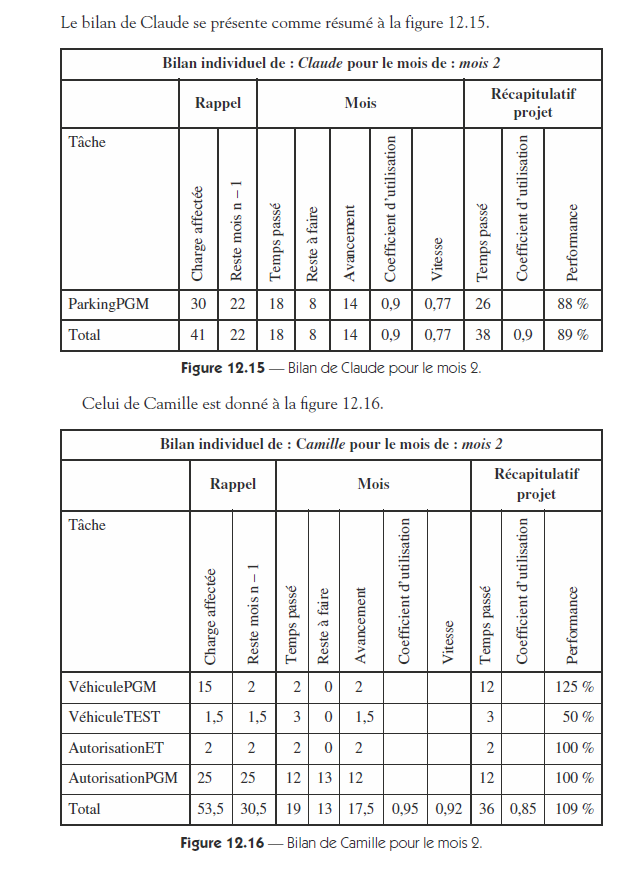 Le bilan de Claude se présente comme résumé à la figure 12.15.
Bilan individuel de : Claude pour le mois de : mois 2
Rappel Mois Récapitulatif projet
Tâche Charge affectée Reste mois n – 1 Temps passé Reste à faire Avancement Coefficient d'utilisation Vitesse Temps passé Coefficient d'utilisation Performance
ParkingPGM 30 22 18 8 14 0,9 0,77 26 88 %
Total 41 22 18 8 14 0,9 0,77 38 0,9 89 %
Figure 12.15 — Bilan de Claude pour le mois 2.
Celui de Camille est donné à la figure 12.16.
Bilan individuel de : Camille pour le mois de : mois 2
Rappel Mois Récapitulatif projet
Tâche Charge affectée Reste mois n – 1 Temps passé Reste à faire Avancement Coefficient d'utilisation Vitesse Temps passé Coefficient d'utilisation Performance
VéhiculePGM 15 2 2 0 2 12 125 %
VéhiculeTEST 1,5 1,5 3 0 1,5 3 50 %
AutorisationET 2 2 2 0 2 2 100 %
AutorisationPGM 25 25 12 13 12 12 100 %
Total 53,5 30,5 19 13 17,5 0,95 0,92 36 0,85 109 %
Figure 12.16 — Bilan de Camille pour le mois 2.